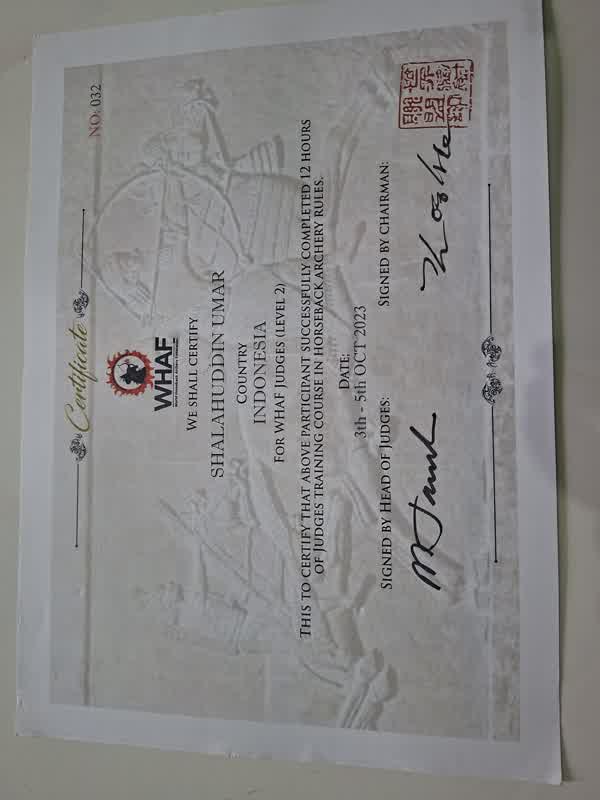 NO: 032
Certificate
WHAF
WE SHALL CERTIFY
SHALAHUDDIN UMAR
COUNTRY
INDONESIA
FOR WHAF JUDGES (LEVEL 2)
THIS TO CERTIFY THAT ABOVE PARTICIPANT SUCCESSFULLY COMPLETED 12 HOURS
OF JUDGES TRAINING COURSE IN HORSEBACK ARCHERY RULES.
DATE:
3th - 5th OCT 2023
SIGNED BY HEAD OF JUDGES:
SIGNED BY CHAIRMAN: